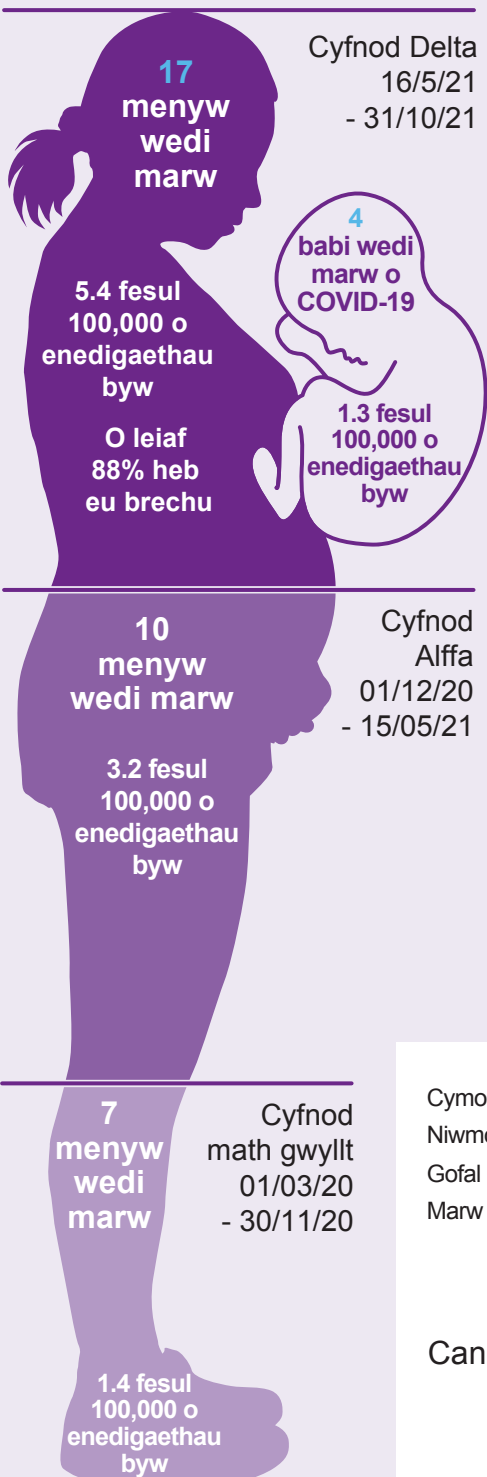 17
menyw
wedi
marw
Cyfnod Delta
16/5/21
- 31/10/21
4
babi wedi
marw o
COVID-19
5.4 fesul
100,000 o
enedigaethau
byw
O leiaf
88% heb
eu brechu
1.3 fesul
100,000 o
enedigaethau
byw
10
menyw
wedi marw
Cyfnod
Alffa
01/12/20
- 15/05/21
3.2 fesul
100,000 o
enedigaethau
byw
7
menyw
wedi
marw
Cyfnod
math gwyllt
01/03/20
- 30/11/20
1.4 fesul
100,000 o
enedigaethau
byw
Gofal
Marw